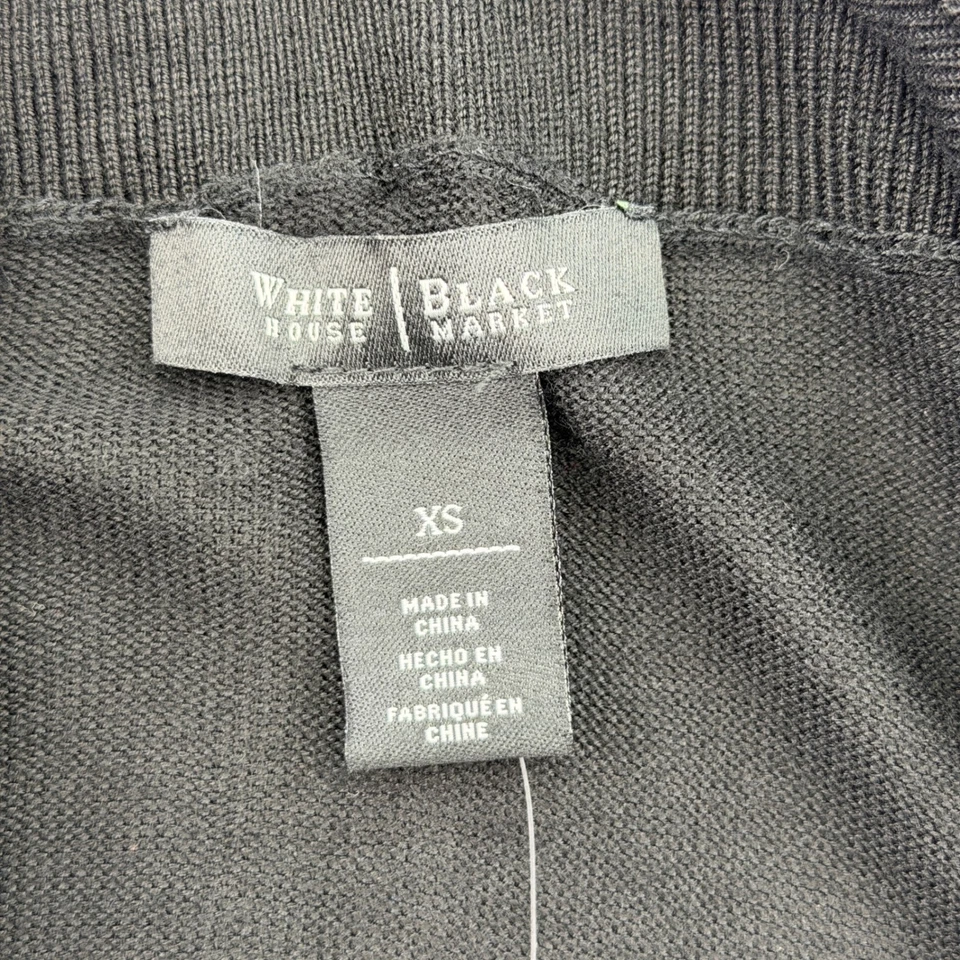 WHITE | BLACK
HOUSE | MARKET
XS
MADE IN
CHINA
HECHO EN
CHINA
FABRIQUÉ EN
CHINE